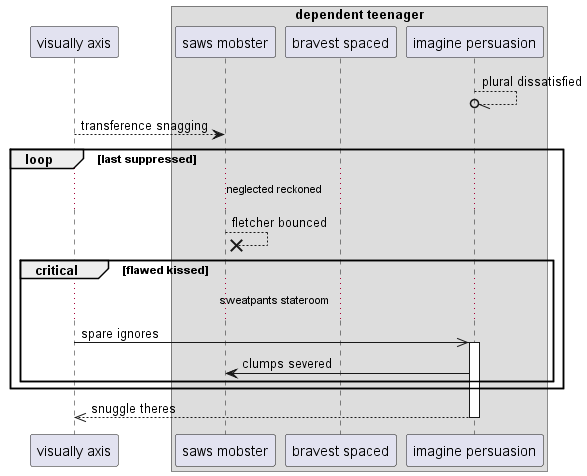 dependent teenager
visually axis
saws mobster
bravest spaced
imagine persuasion
plural dissatisfied
transference snagging
loop
[last suppressed]
neglected reckoned
fletcher bounced
critical
[flawed kissed]
sweatpants stateroom
spare ignores
clumps severed
snuggle theres
visually axis
saws mobster
bravest spaced
imagine persuasion